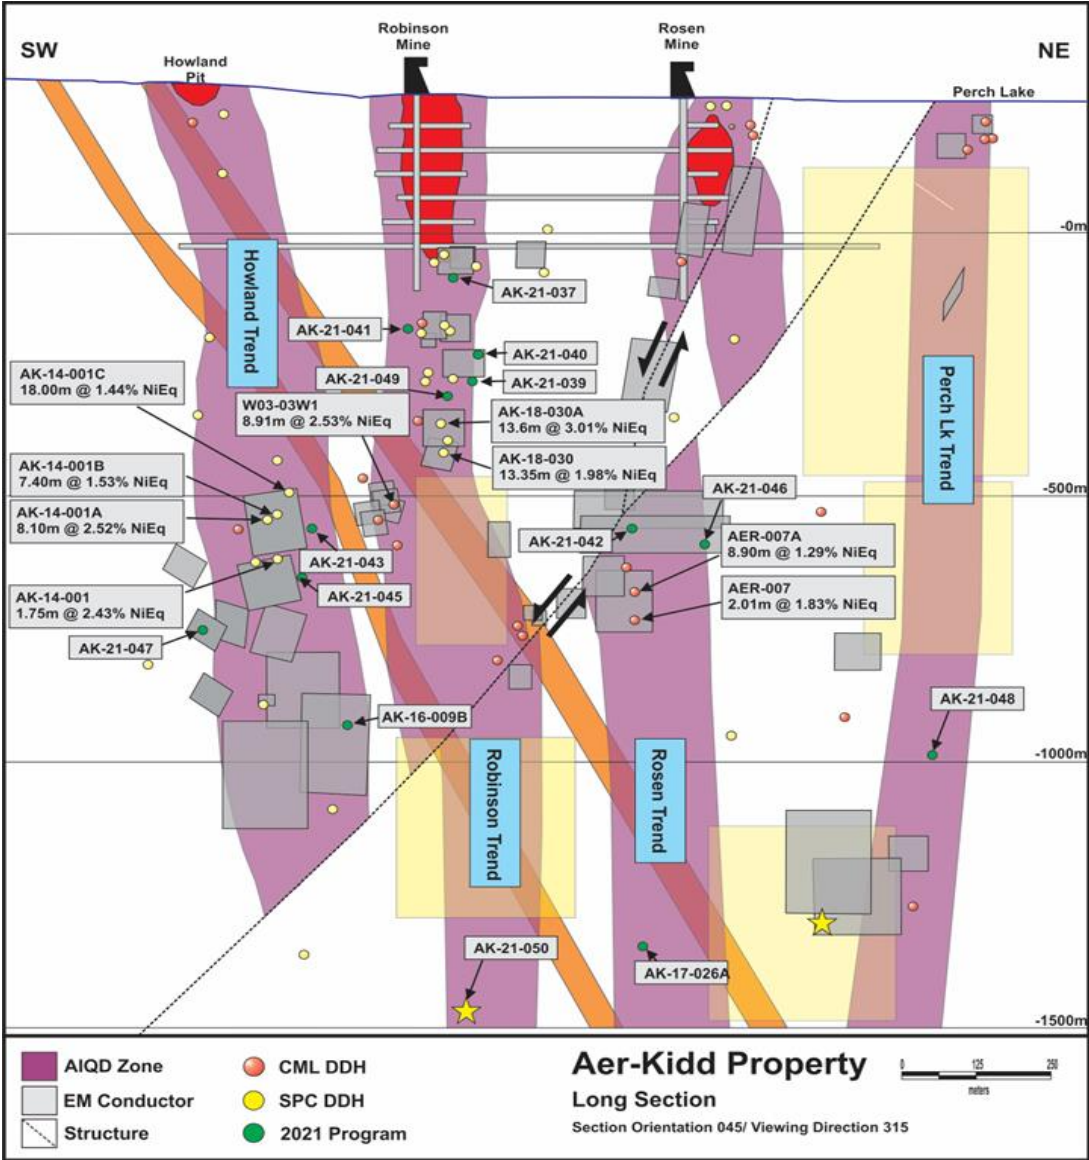 SW
Howland
Pit
Robinson
Mine
Rosen
Mine
NE
Perch Lake
-0m
Howland Trend
AK-21-037
AK-21-041
AK-21-040
AK-14-001C
18.00m @ 1.44% NiEq
AK-21-049
AK-21-039
W03-03W1
8.91m @ 2.53% NiEq
AK-18-030A
13.6m @ 3.01% NiEq
Perch Lk Trend
AK-14-001B
7.40m @ 1.53% NiEq
AK-18-030
13.35m @ 1.98% NiEq
AK-21-046
-500m
AK-14-001A
8.10m @ 2.52% NiEq
AK-21-042
AER-007A
8.90m @ 1.29% NiEq
AK-21-043
AK-21-045
AK-14-001
1.75m @ 2.43% NiEq
AER-007
2.01m @ 1.83% NiEq
AK-21-047
AK-21-048
AK-16-009B
-1000m
Robinson Trend
Rosen Trend
AK-21-050
AK-17-026A
-1500m
AIQD Zone
EM Conductor
Structure
CML DDH
SPC DDH
2021 Program
Aer-Kidd Property
Long Section
Section Orientation 045/ Viewing Direction 315
0 125 250
meters